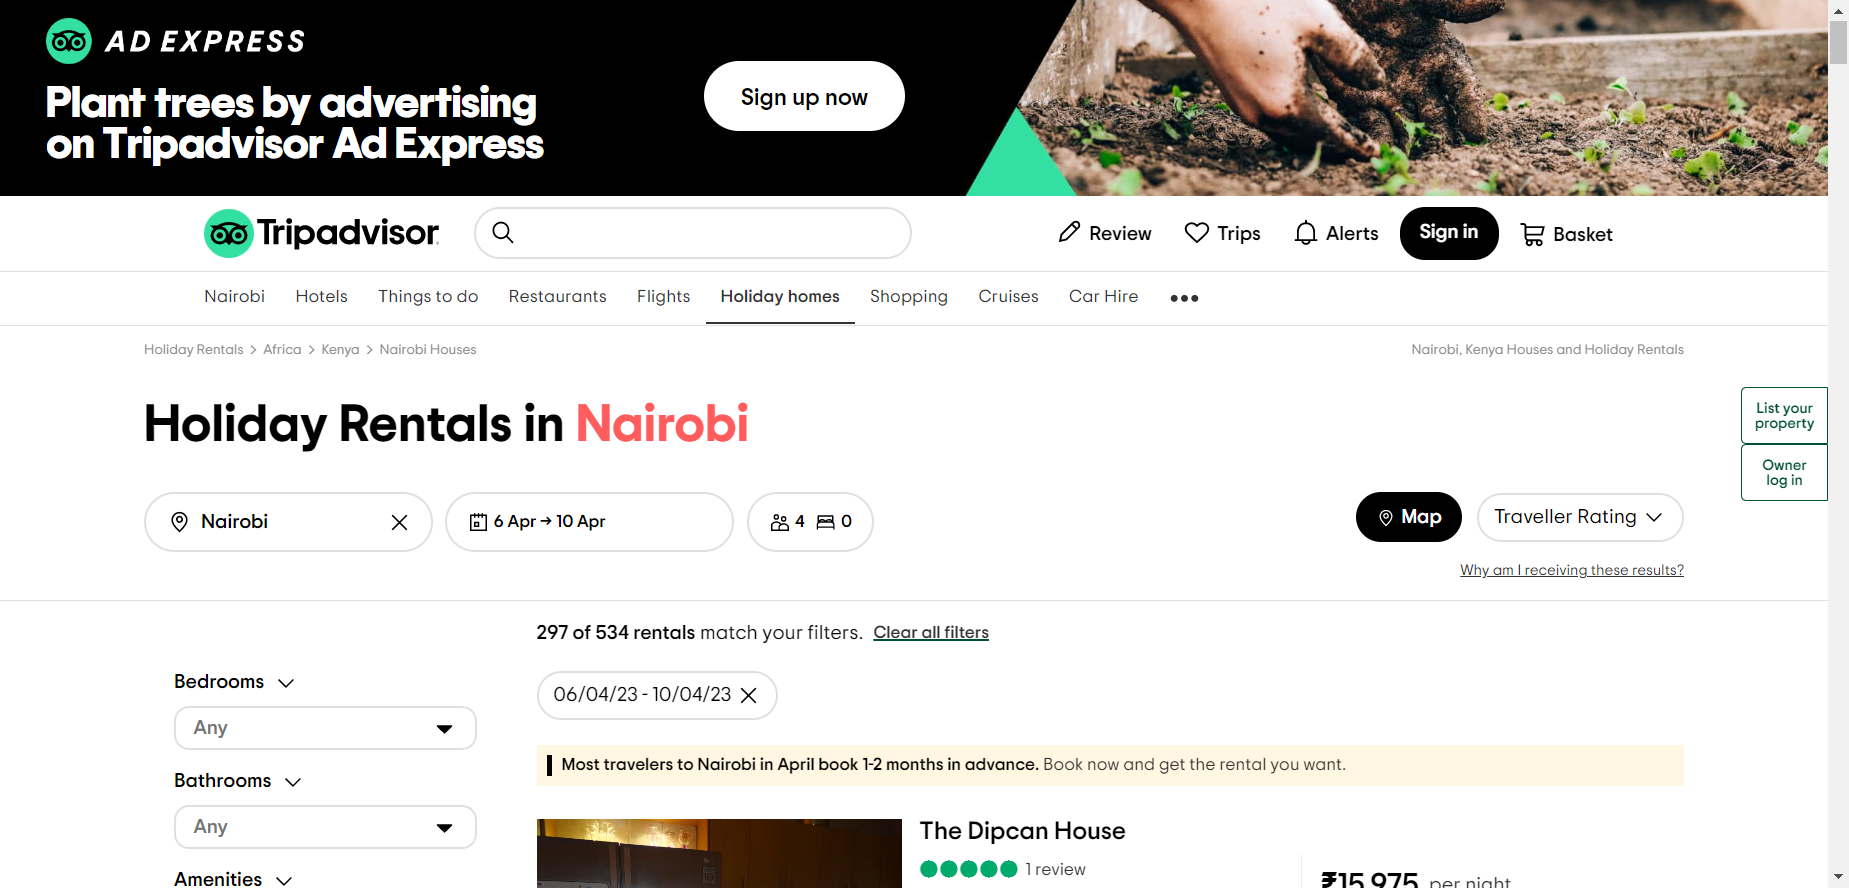 AD EXPRESS
Plant trees by advertising
on Tripadvisor Ad Express
Sign up now
Tripadvisor
Review
Trips
Alerts
Sign in
Basket
Nairobi
Hotels
Things to do
Restaurants
Flights
Holiday homes
Shopping
Cruises
Car Hire
Holiday Rentals > Africa > Kenya > Nairobi Houses
Nairobi, Kenya Houses and Holiday Rentals
List your
property
Owner
log in
Holiday Rentals in Nairobi
Nairobi
6 Apr → 10 Apr
4
0
Map
Traveller Rating
Why am I receiving these results?
297 of 534 rentals match your filters. Clear all filters
06/04/23 - 10/04/23
Bedrooms
Any
Bathrooms
Any
Amenities
Most travelers to Nairobi in April book 1-2 months in advance. Book now and get the rental you want.
The Dipcan House
1 review
₹15,975 per night